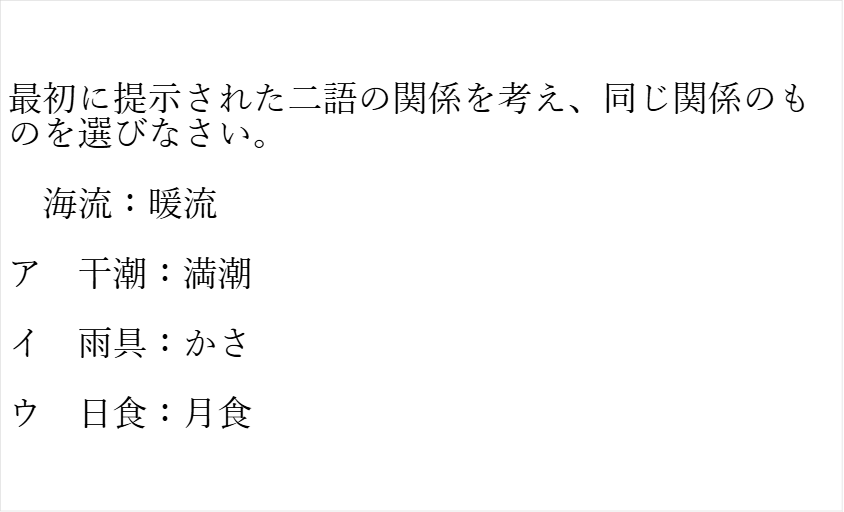 最初に提示された二語の関係を考え、同じ関係のも
のを選びなさい。
　海流：暖流
ア　干潮：満潮
イ　雨具：かさ
ウ　日食：月食